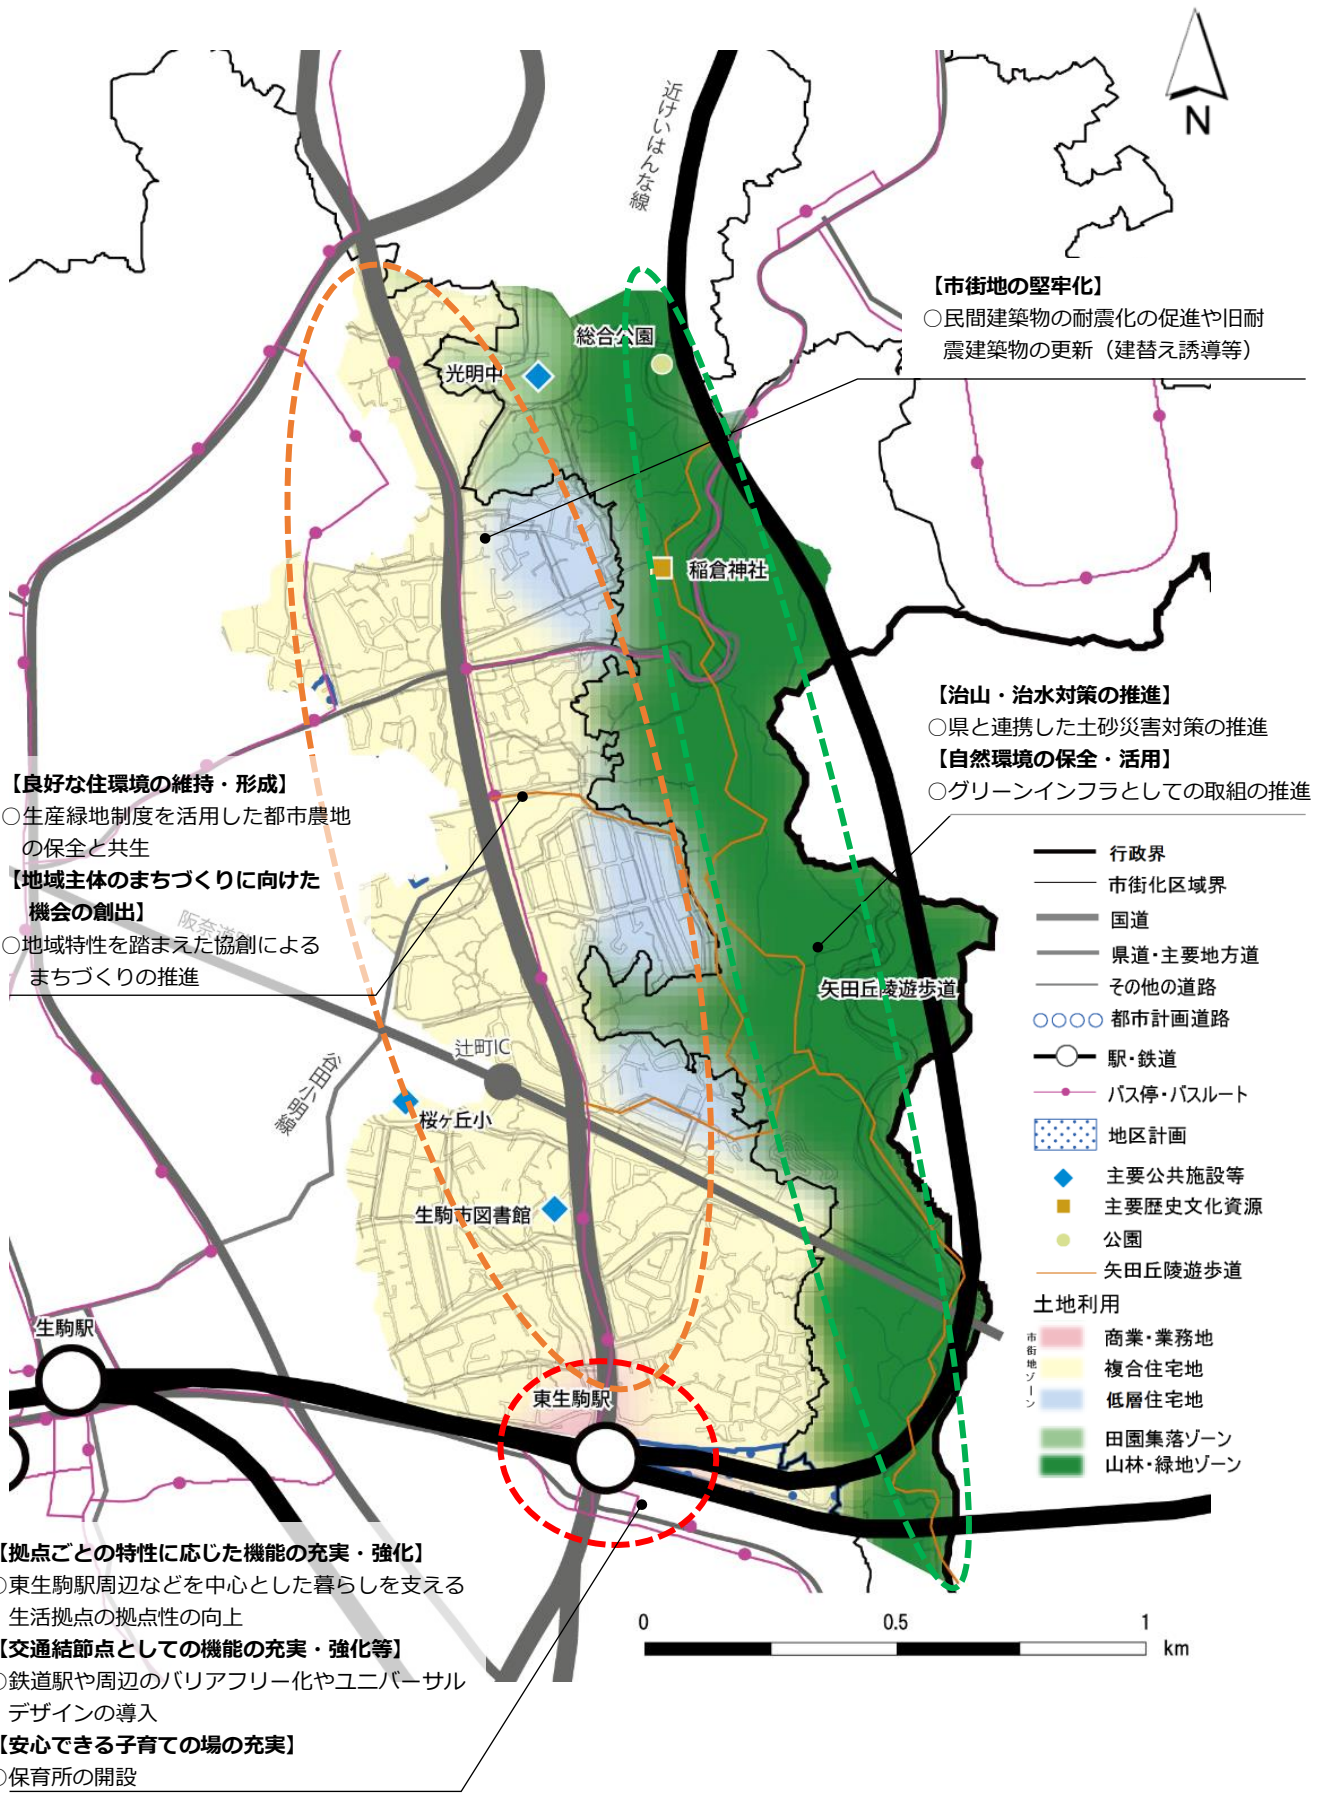 N
近けいはんな線
【市街地の堅牢化】
○民間建築物の耐震化の促進や旧耐
震建築物の更新（建替え誘導等）
総合公園
光明中
稲倉神社
【治山・治水対策の推進】
○県と連携した土砂災害対策の推進
【自然環境の保全・活用】
○グリーンインフラとしての取組の推進
【良好な住環境の維持・形成】
○生産緑地制度を活用した都市農地
の保全と共生
【地域主体のまちづくりに向けた
機会の創出】
○地域特性を踏まえた協創による
まちづくりの推進
阪奈道
矢田丘陵遊歩道
辻町IC
谷田小明線
桜ヶ丘小
生駒市図書館
生駒駅
東生駒駅
行政界
市街化区域界
国道
県道・主要地方道
その他の道路
都市計画道路
駅・鉄道
バス停・バスルート
地区計画
主要公共施設等
主要歴史文化資源
公園
矢田丘陵遊歩道
土地利用
市街地ゾーン
商業・業務地
複合住宅地
低層住宅地
田園集落ゾーン
山林・緑地ゾーン
【拠点ごとの特性に応じた機能の充実・強化】
○東生駒駅周辺などを中心とした暮らしを支える
生活拠点の拠点性の向上
【交通結節点としての機能の充実・強化等】
○鉄道駅や周辺のバリアフリー化やユニバーサル
デザインの導入
【安心できる子育ての場の充実】
○保育所の開設
0 0.5 1
km